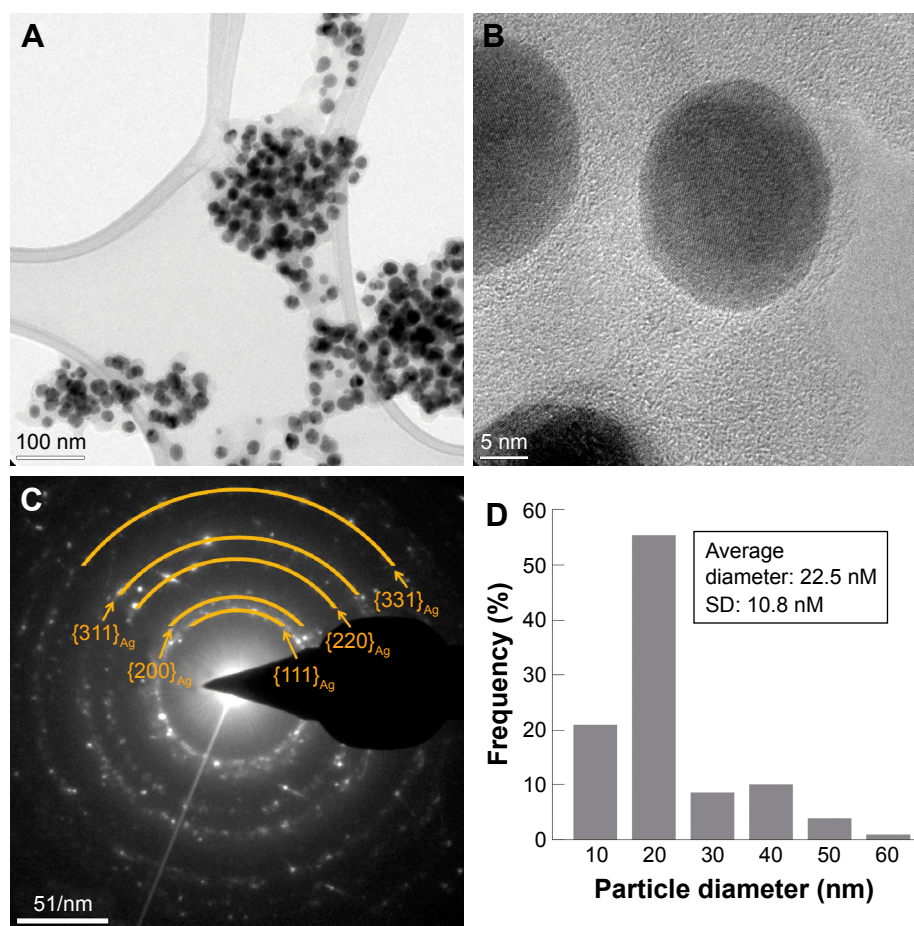 A
100 nm
B
5 nm
C
{311}Ag
{200}Ag
{111}Ag
{220}Ag
{331}Ag
51/nm
D
Average
diameter: 22.5 nM
SD: 10.8 nM
Frequency (%)
60
50
40
30
20
10
0
10 20 30 40 50 60
Particle diameter (nm)